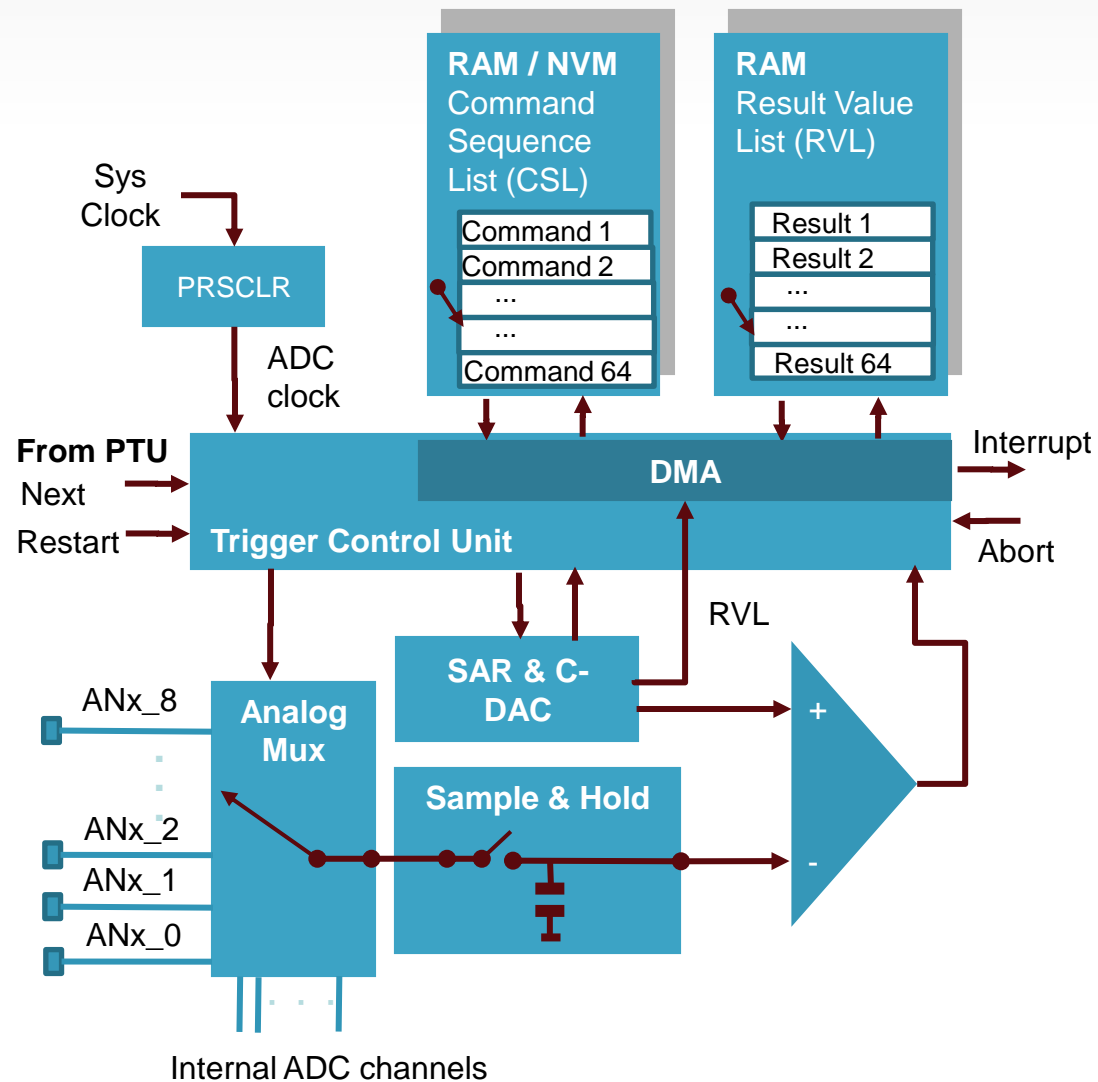 RAM / NVM
Command
Sequence
List (CSL)
Command 1
Command 2
...
...
Command 64
RAM
Result Value
List (RVL)
Result 1
Result 2
...
...
Result 64
Sys
Clock
PRSCLR
ADC
clock
From PTU
Next
Restart
DMA
Trigger Control Unit
Interrupt
Abort
RVL
SAR & C-
DAC
ANx_8
ANx_2
ANx_1
ANx_0
Analog
Mux
Sample & Hold
+
-
Internal ADC channels